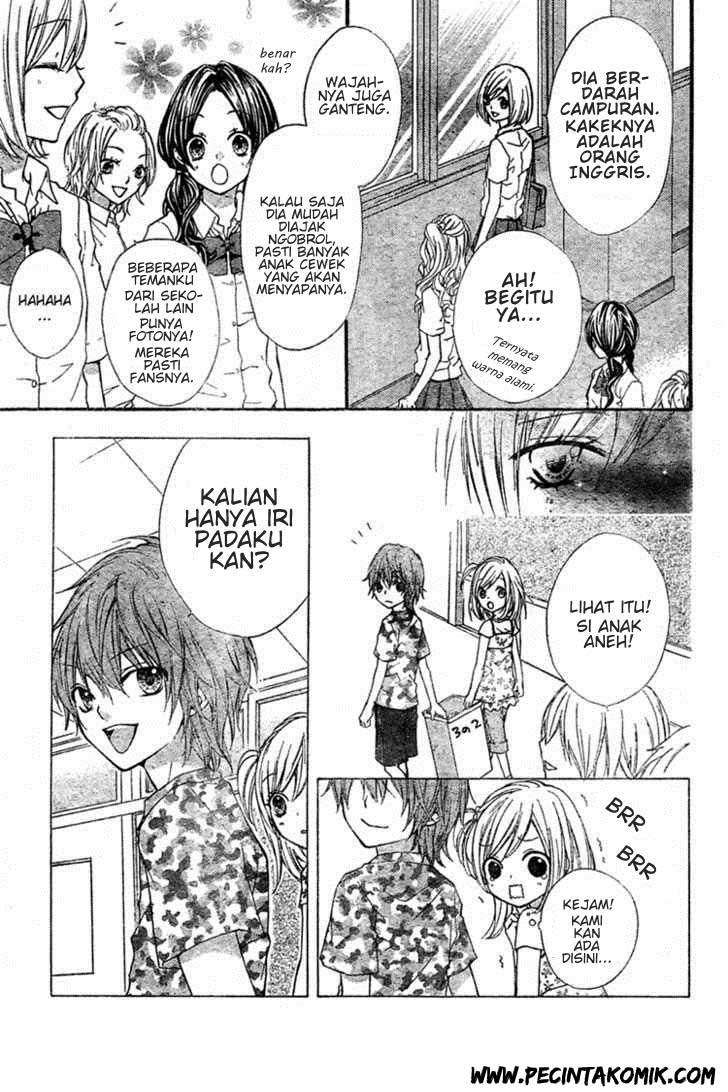 DIA BER-
DARAH
CAMPURAN.
KAKEKNYA
ADALAH
ORANG
INGGRIS.
AH!
BEGITU
YA...
Ternyata
memang
warna alami.
WAJAH-
NYA JUGA
GANTENG.
benar
kah?
KALAU SAJA
DIA MUDAH
DIAJAK
NGOBROL,
PASTI BANYAK
ANAK CEWEK
YANG AKAN
MENYAPANYA.
BEBERAPA
TEMANKU
DARI SEKO-
LAH LAIN
PUNYA
FOTONYA!
MEREKA
PASTI
FANSNYA.
HAHAHA
...
LIHAT ITU!
SI ANAK
ANEH!
3の2
KALIAN
HANYA IRI
PADAKU
KAN?
BRR
BRR
KEJAM!
KAMI
KAN
ADA
DISINI...
WWW.PECINTAKOMIK.COM